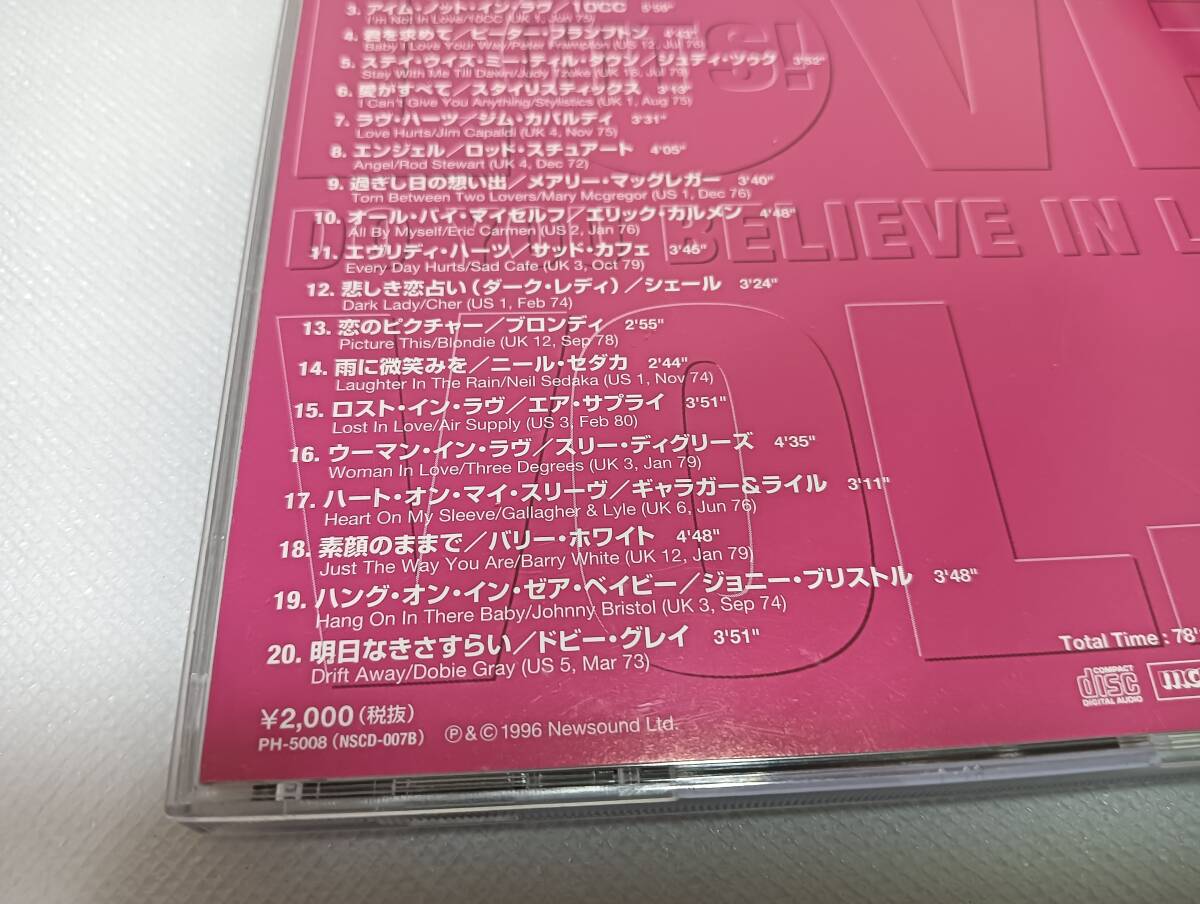 LOVE
HITS!
3. アイム・ノット・イン・ラヴ／10CC 5'55"
I'm Not In Love/10CC (UK 1, Jun 75)
4. 君を求めて／ピーター・フランプトン 4'43"
Baby I Love Your Way/Peter Frampton (US 12, Jul 76)
5. ステイ・ウィズ・ミー・ティル・ダウン／ジュディ・ツゥク 3'52"
Stay With Me Till Dawn/Judy Tzuke (UK 16, Jul 79)
6. 愛がすべて／スタイリスティックス 3'13"
I Can't Give You Anything/Stylistics (UK 1, Aug 75)
7. ラヴ・ハーツ／ジム・カパルディ 3'31"
Love Hurts/Jim Capaldi (UK 4, Nov 75)
8. エンジェル／ロッド・スチュアート 4'05"
Angel/Rod Stewart (UK 4, Dec 72)
9. 過ぎし日の想い出／メアリー・マッグレガー 3'40"
Torn Between Two Lovers/Mary Mcgregor (US 1, Dec 76)
10. オール・バイ・マイセルフ／エリック・カルメン 4'48"
All By Myself/Eric Carmen (US 2, Jan 76)
BELIEVE IN L
11. エヴリディ・ハーツ／サッド・カフェ 3'45"
Every Day Hurts/Sad Cafe (UK 3, Oct 79)
12. 悲しき恋占い（ダーク・レディ）／シェール 3'24"
Dark Lady/Cher (US 1, Feb 74)
13. 恋のピクチャー／ブロンディ 2'55"
Picture This/Blondie (UK 12, Sep 78)
14. 雨に微笑みを／ニール・セダカ 2'44"
Laughter In The Rain/Neil Sedaka (US 1, Nov 74)
15. ロスト・イン・ラヴ／エア・サプライ 3'51"
Lost In Love/Air Supply (US 3, Feb 80)
16. ウーマン・イン・ラヴ／スリー・ディグリーズ 4'35"
Woman In Love/Three Degrees (UK 3, Jan 79)
17. ハート・オン・マイ・スリーヴ／ギャラガー&ライル 3'11"
Heart On My Sleeve/Gallagher & Lyle (UK 6, Jun 76)
18. 素顔のままで／バリー・ホワイト 4'48"
Just The Way You Are/Barry White (UK 12, Jan 79)
19. ハング・オン・イン・ゼア・ベイビー／ジョニー・ブリストル 3'48"
Hang On In There Baby/Johnny Bristol (UK 3, Sep 74)
20. 明日なきさすらい／ドビー・グレイ 3'51"
Drift Away/Dobie Gray (US 5, Mar 73)
VOL.
Total Time : 78
COMPACT
disc
DIGITAL AUDIO
¥2,000（税抜）
PH-5008（NSCD-007B） ℗&©1996 Newsound Ltd.